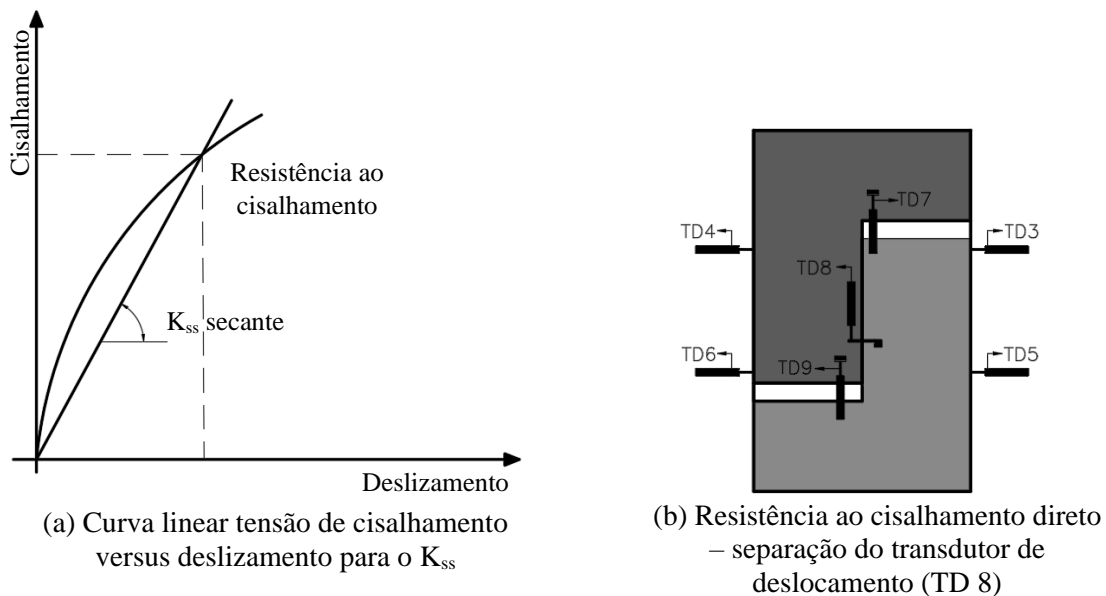 Cisalhamento
Resistência ao
cisalhamento
K_ss secante
Deslizamento
(a) Curva linear tensão de cisalhamento
versus deslizamento para o K_ss
TD7
TD4
TD3
TD8
TD6
TD5
TD9
(b) Resistência ao cisalhamento direto
– separação do transdutor de
deslocamento (TD 8)